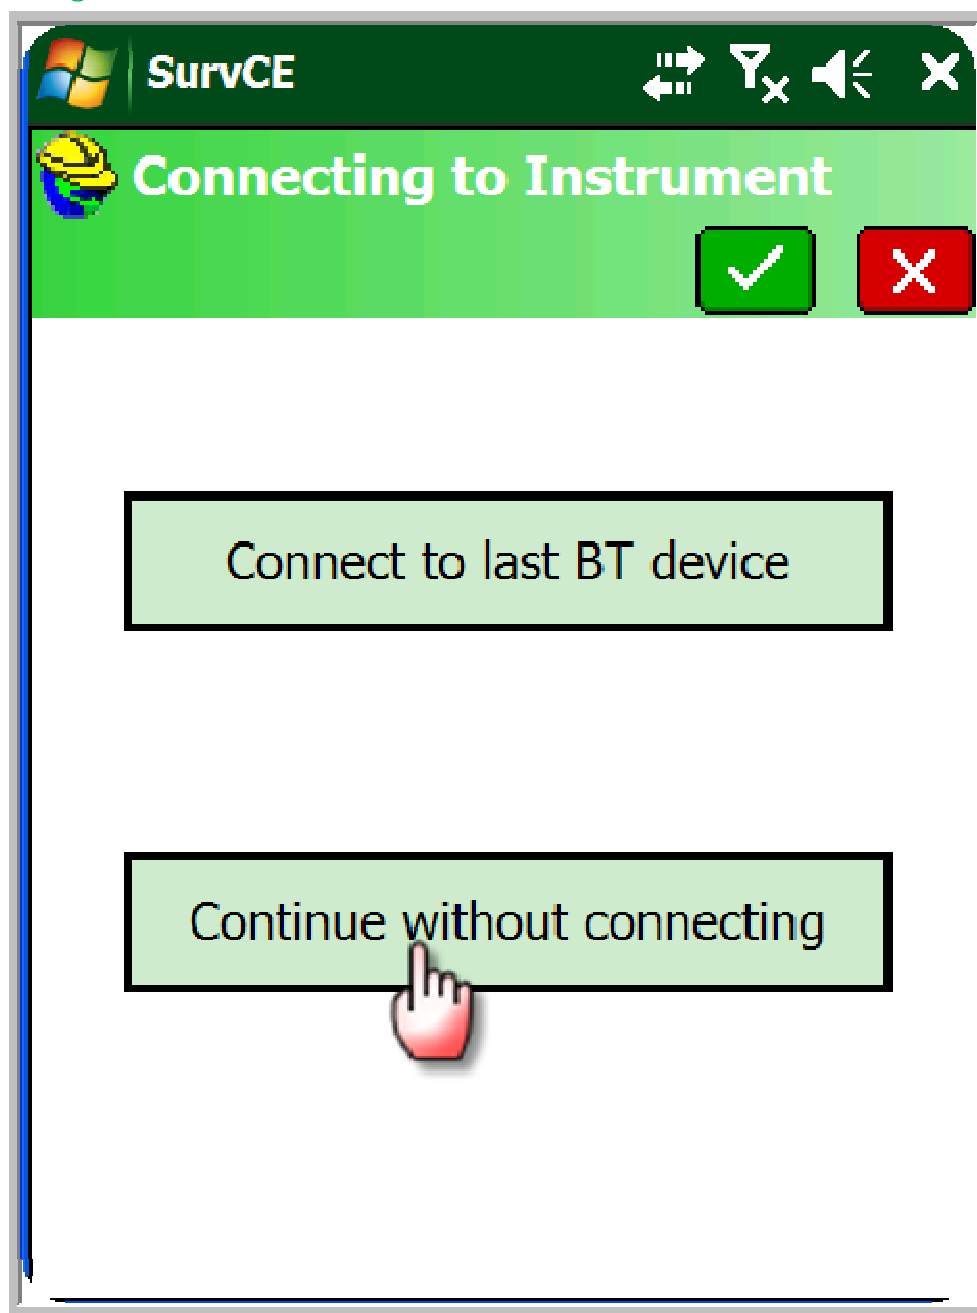 SurvCE
Connecting to Instrument
Connect to last BT device
Continue without connecting